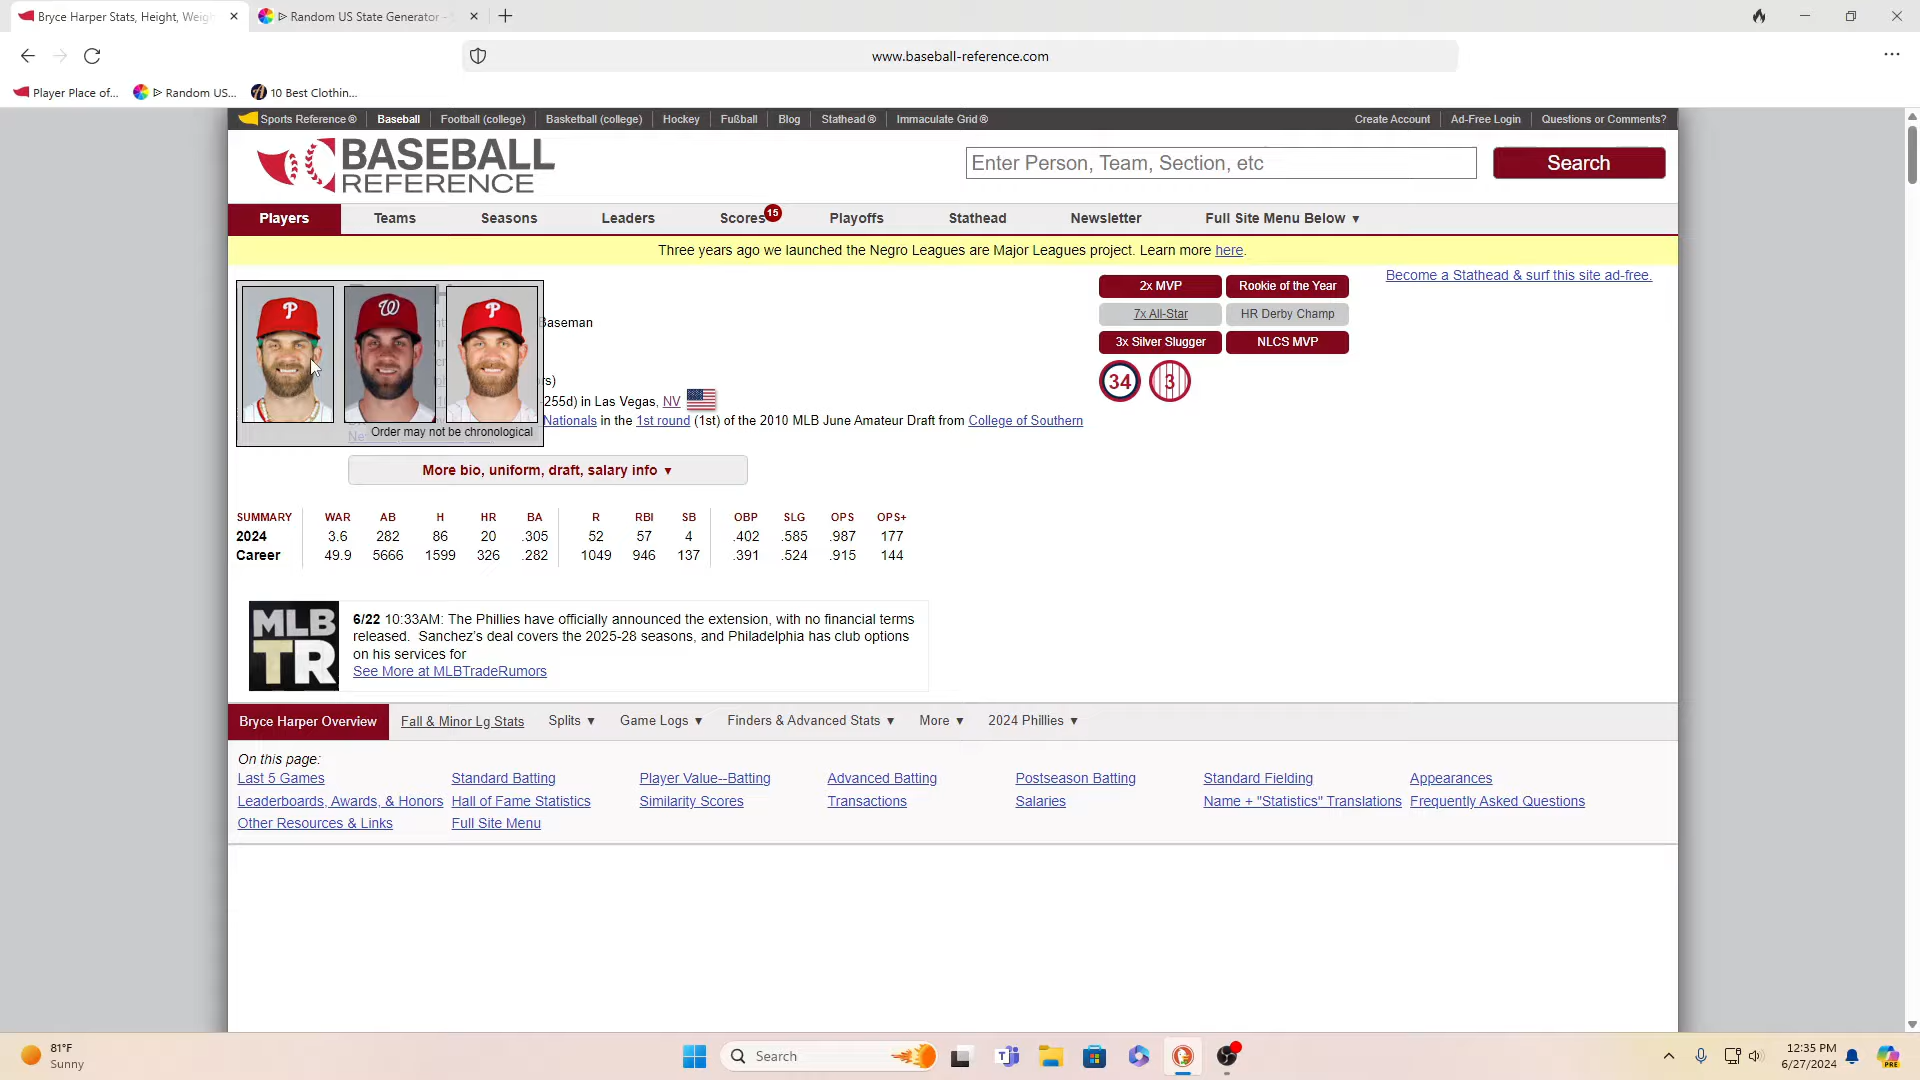 Bryce Harper Stats, Height, Weigh
Random US State Generator -
www.baseball-reference.com
Player Place of...
Random US...
10 Best Clothin...
Sports Reference ®
Baseball
Football (college)
Basketball (college)
Hockey
Fußball
Blog
Stathead ®
Immaculate Grid ®
Create Account
Ad-Free Login
Questions or Comments?
BASEBALL
REFERENCE
Enter Person, Team, Section, etc
Search
Players
Teams
Seasons
Leaders
Scores 15
Playoffs
Stathead
Newsletter
Full Site Menu Below ▼
Three years ago we launched the Negro Leagues are Major Leagues project. Learn more here.
Become a Stathead & surf this site ad-free.
2x MVP
Rookie of the Year
7x All-Star
HR Derby Champ
3x Silver Slugger
NLCS MVP
34
3
P
W
P
Baseman
255d) in Las Vegas, NV
Nationals in the 1st round (1st) of the 2010 MLB June Amateur Draft from College of Southern
Order may not be chronological
More bio, uniform, draft, salary info ▼
SUMMARY WAR AB H HR BA R RBI SB OBP SLG OPS OPS+
2024 3.6 282 86 20 .305 52 57 4 .402 .585 .987 177
Career 49.9 5666 1599 326 .282 1049 946 137 .391 .524 .915 144
MLB
TR
6/22 10:33AM: The Phillies have officially announced the extension, with no financial terms
released. Sanchez's deal covers the 2025-28 seasons, and Philadelphia has club options
on his services for
See More at MLBTradeRumors
Bryce Harper Overview
Fall & Minor Lg Stats
Splits ▼
Game Logs ▼
Finders & Advanced Stats ▼
More ▼
2024 Phillies ▼
On this page:
Last 5 Games
Standard Batting
Player Value--Batting
Advanced Batting
Postseason Batting
Standard Fielding
Appearances
Leaderboards, Awards, & Honors
Hall of Fame Statistics
Similarity Scores
Transactions
Salaries
Name + "Statistics" Translations
Frequently Asked Questions
Other Resources & Links
Full Site Menu
81°F
Sunny
Search
12:35 PM
6/27/2024
PRE